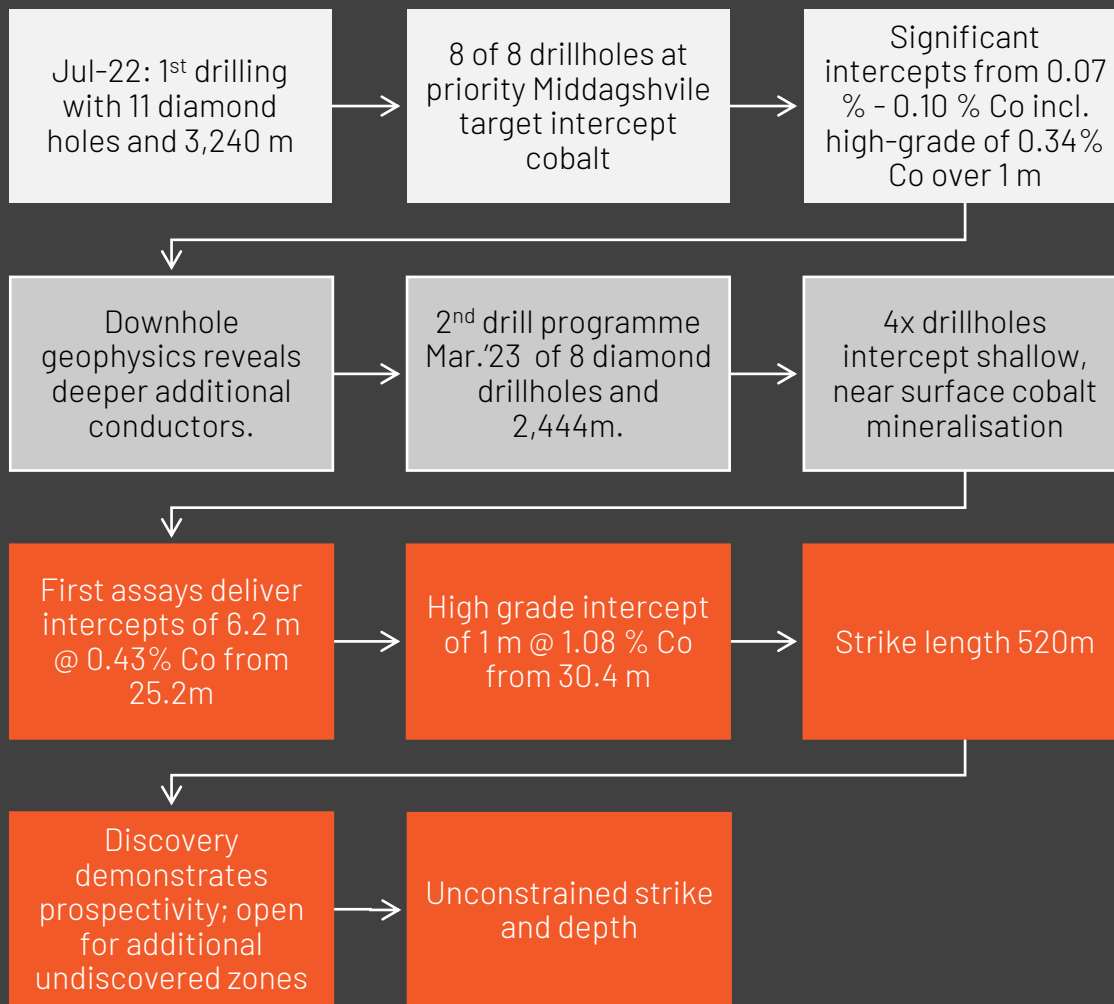 Jul-22: 1st drilling
with 11 diamond
holes and 3,240 m
8 of 8 drillholes at
priority Middagshvile
target intercept
cobalt
Significant
intercepts from 0.07
% - 0.10 % Co incl.
high-grade of 0.34%
Co over 1 m
Downhole
geophysics reveals
deeper additional
conductors.
2nd drill programme
Mar.'23 of 8 diamond
drillholes and
2,444m.
4x drillholes
intercept shallow,
near surface cobalt
mineralisation
First assays deliver
intercepts of 6.2 m
@ 0.43% Co from
25.2m
High grade intercept
of 1 m @ 1.08 % Co
from 30.4 m
Strike length 520m
Discovery
demonstrates
prospectivity; open
for additional
undiscovered zones
Unconstrained strike
and depth